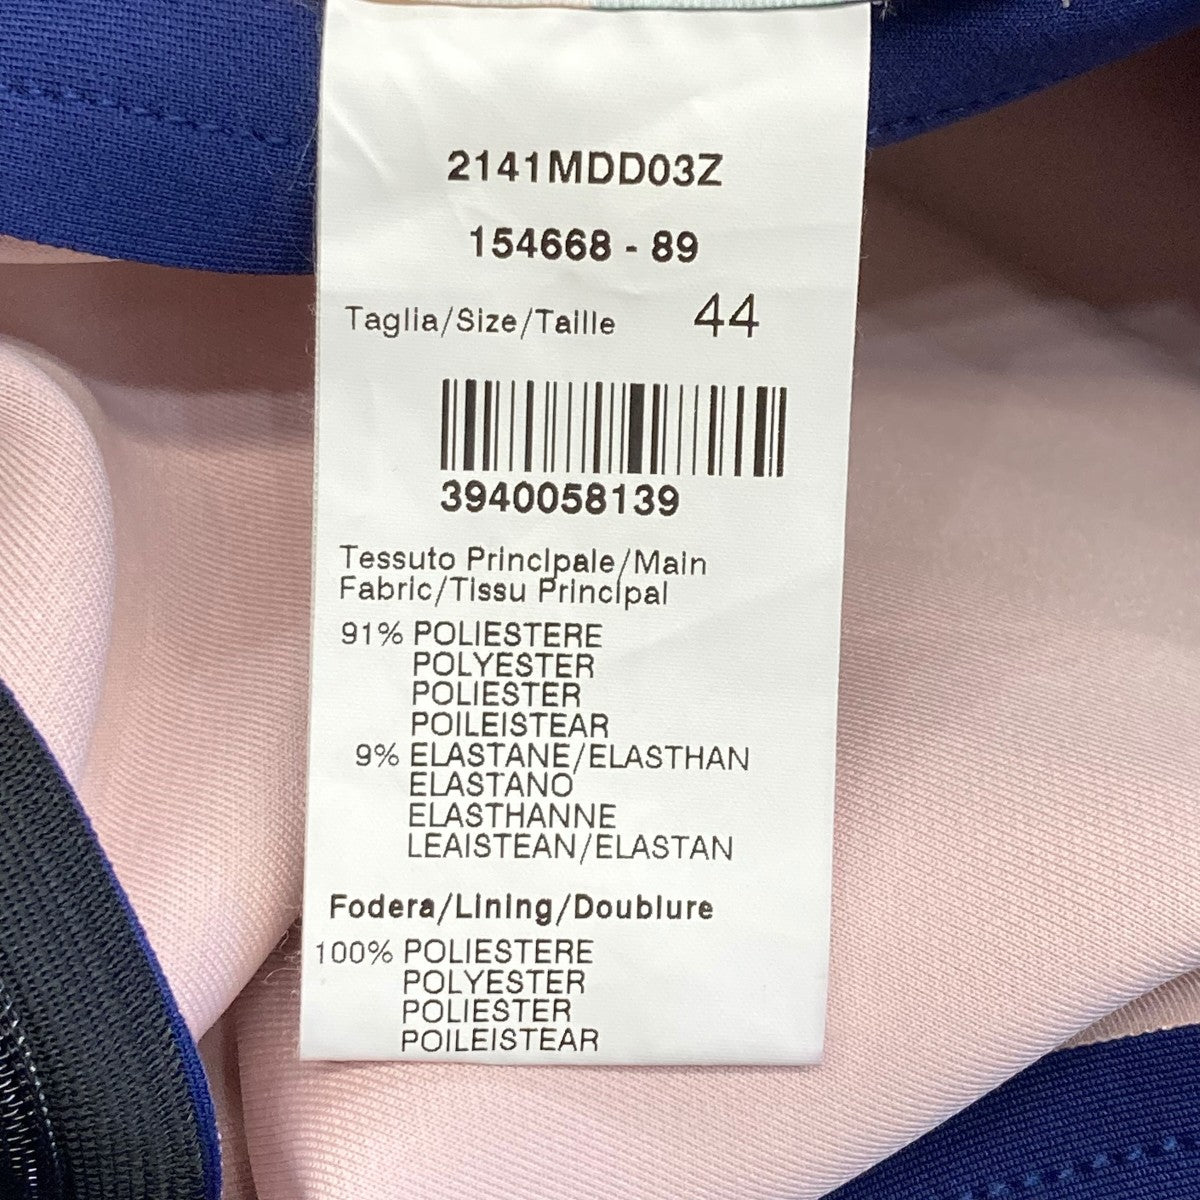 2141MDD03Z
154668 - 89
Taglia/Size/Taille 44
3940058139
Tessuto Principale/Main
Fabric/Tissu Principal
91% POLIESTERE
POLYESTER
POLIESTER
POILEISTEAR
9% ELASTANE/ELASTHAN
ELASTANO
ELASTHANNE
LEAISTEAN/ELASTAN
Fodera/Lining/Doublure
100% POLIESTERE
POLYESTER
POLIESTER
POILEISTEAR